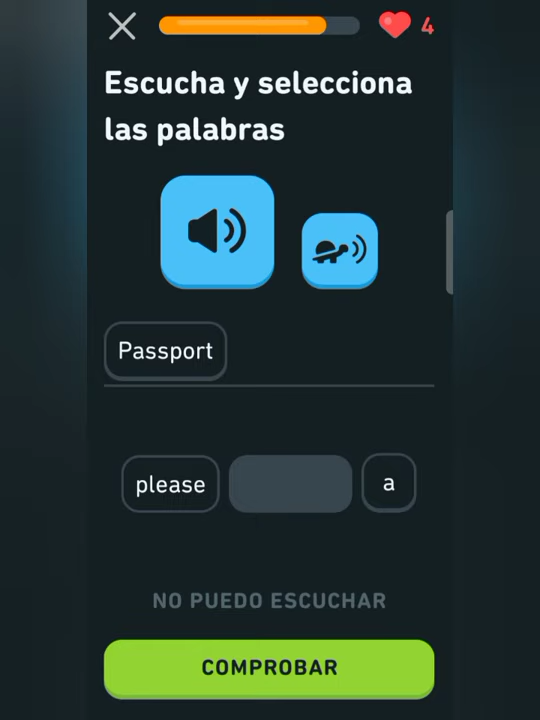 4
Escucha y selecciona
las palabras
Passport
please a
NO PUEDO ESCUCHAR
COMPROBAR